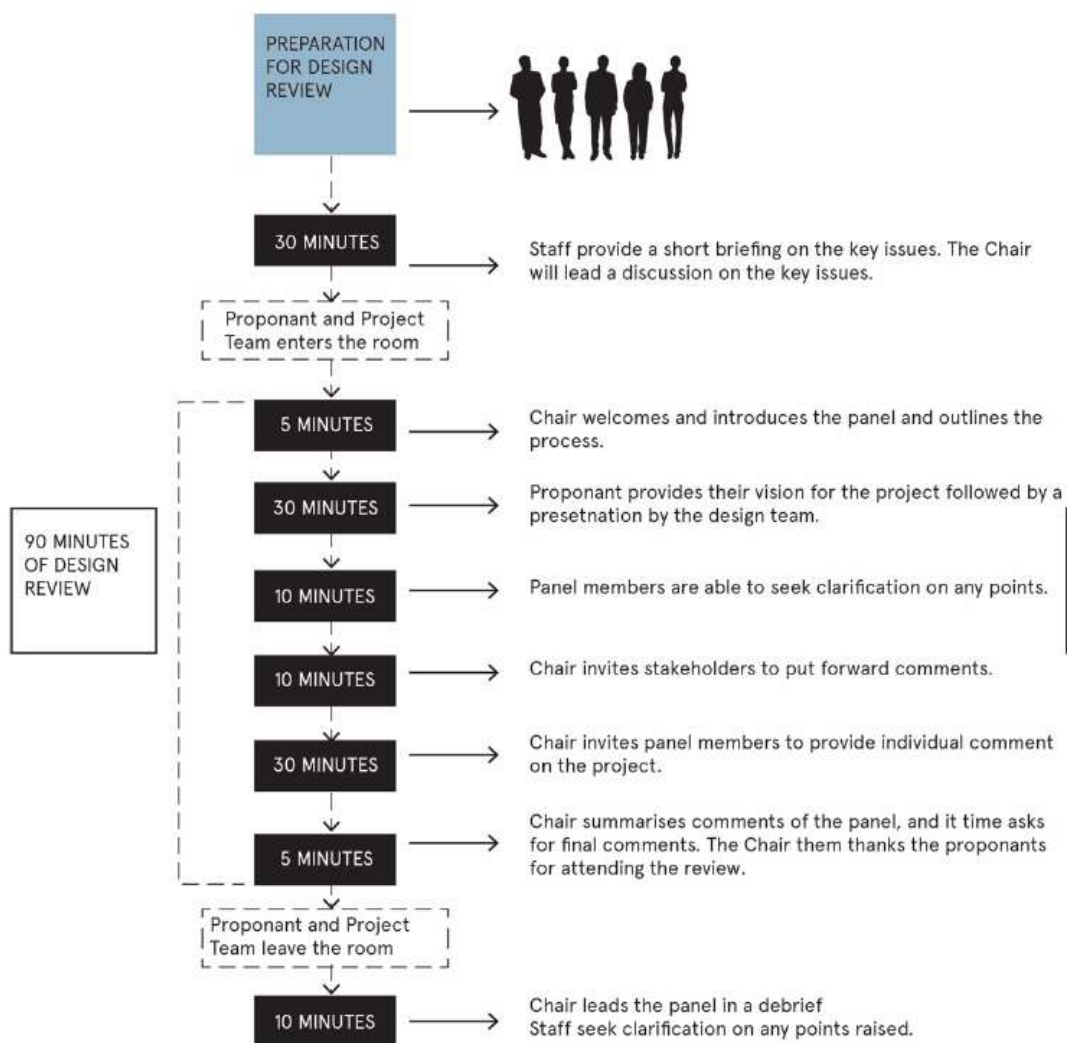 PREPARATION
FOR DESIGN
REVIEW
30 MINUTES
Staff provide a short briefing on the key issues. The Chair
will lead a discussion on the key issues.
Proponant and Project
Team enters the room
5 MINUTES
Chair welcomes and introduces the panel and outlines the
process.
30 MINUTES
Proponant provides their vision for the project followed by a
presetnation by the design team.
90 MINUTES
OF DESIGN
REVIEW
10 MINUTES
Panel members are able to seek clarification on any points.
10 MINUTES
Chair invites stakeholders to put forward comments.
30 MINUTES
Chair invites panel members to provide individual comment
on the project.
5 MINUTES
Chair summarises comments of the panel, and it time asks
for final comments. The Chair them thanks the proponants
for attending the review.
Proponant and Project
Team leave the room
10 MINUTES
Chair leads the panel in a debrief
Staff seek clarification on any points raised.